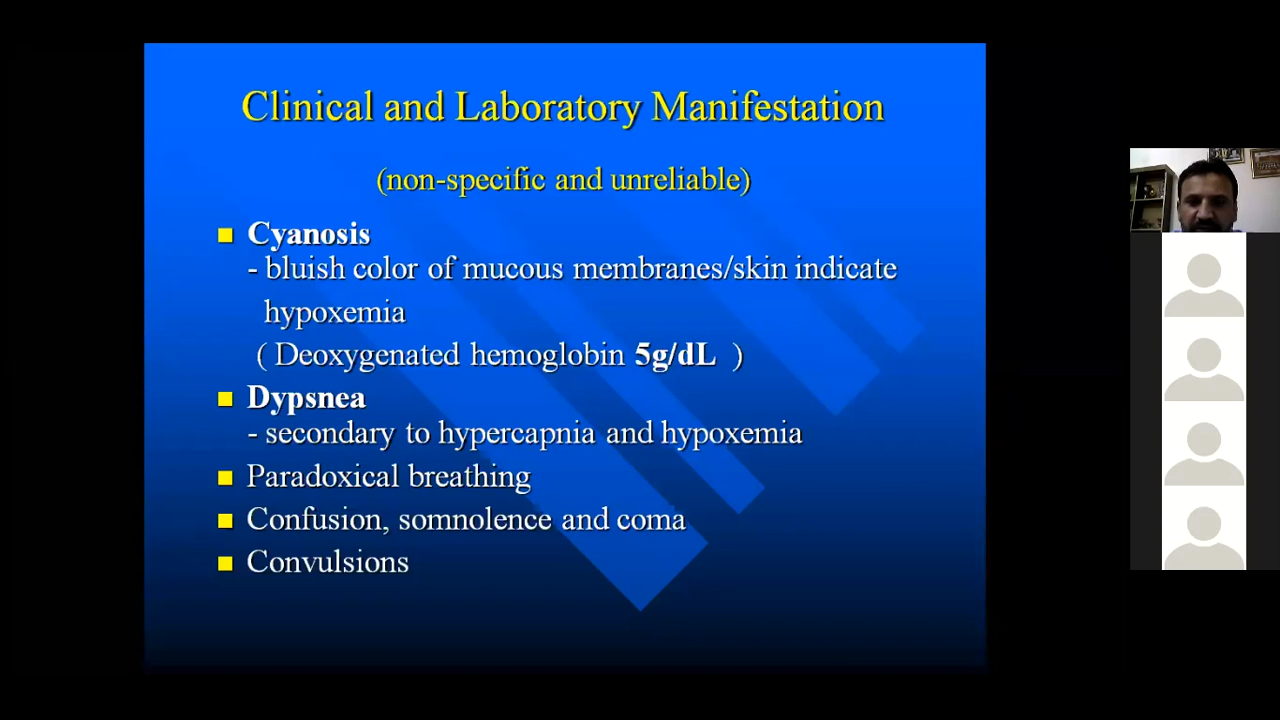 Clinical and Laboratory Manifestation
(non-specific and unreliable)
Cyanosis
- bluish color of mucous membranes/skin indicate
hypoxemia
( Deoxygenated hemoglobin 5g/dL )
Dypsnea
- secondary to hypercapnia and hypoxemia
Paradoxical breathing
Confusion, somnolence and coma
Convulsions